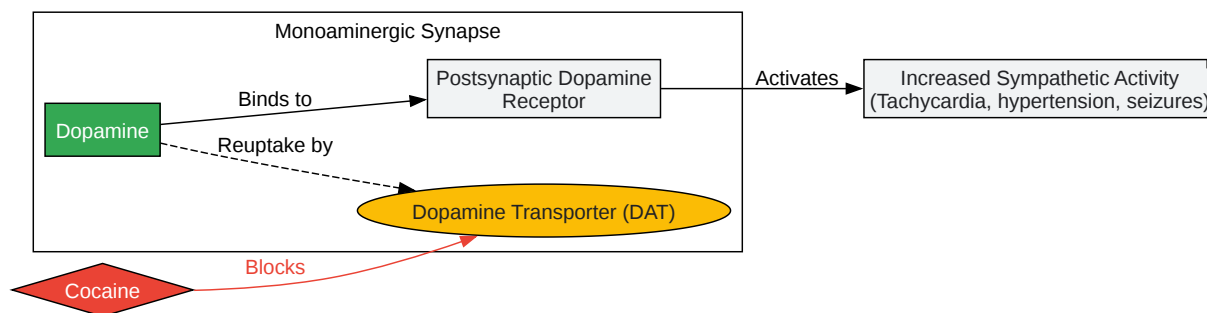 Monoaminergic Synapse
Postsynaptic Dopamine
Receptor
Activates
Increased Sympathetic Activity
(Tachycardia, hypertension, seizures)
Binds to
Dopamine
Reuptake by
Dopamine Transporter (DAT)
Blocks
Cocaine